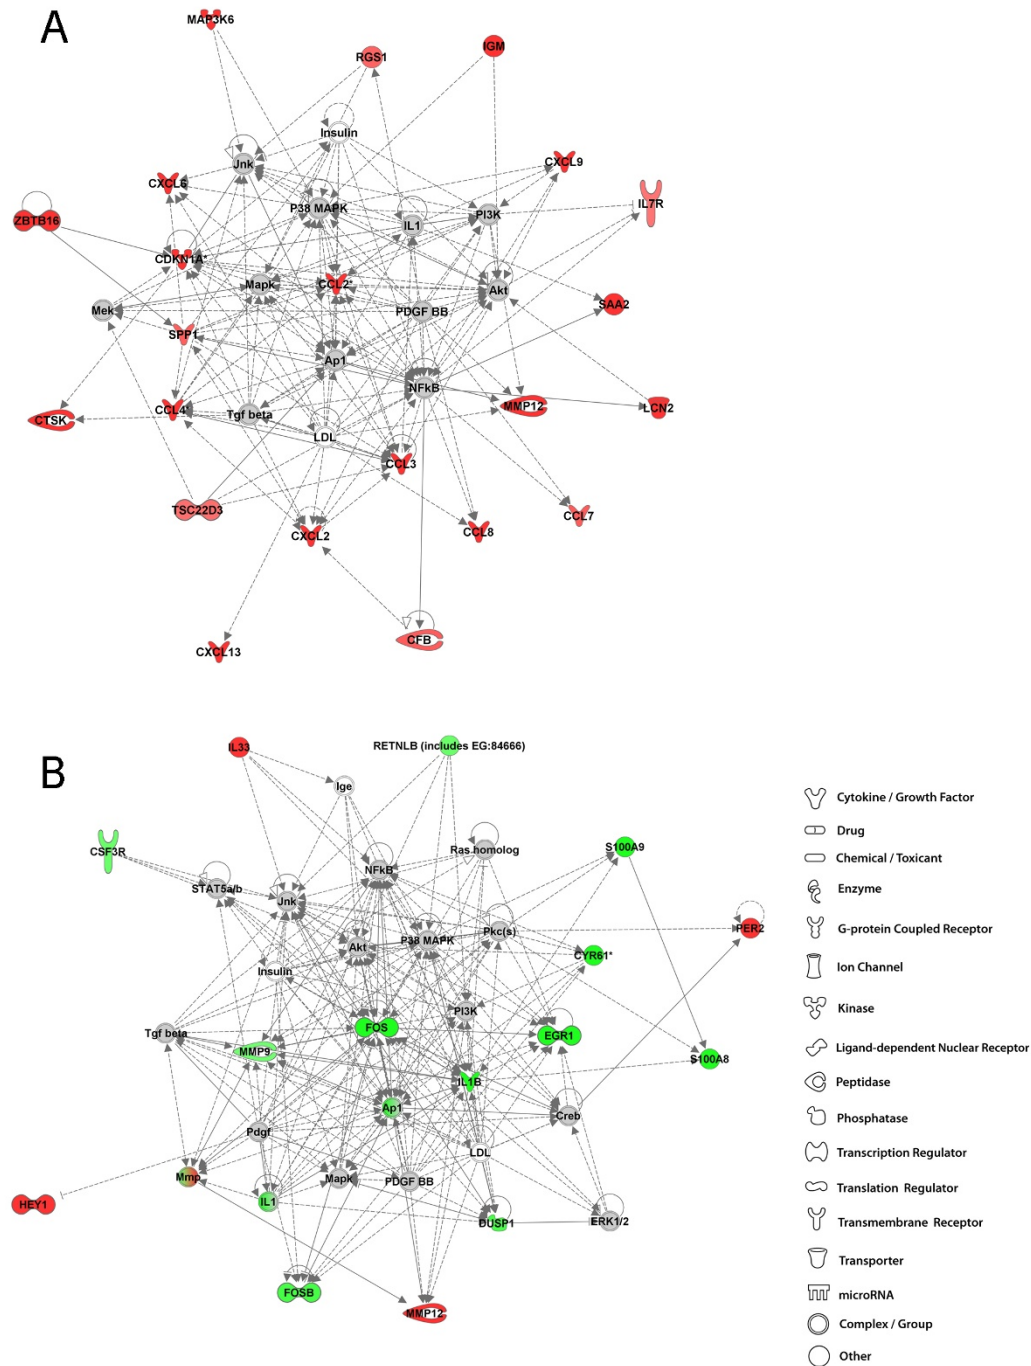 A
MAP3K6
RGS1
IGM
Insulin
Jnk
CXCL9
CXCL6
IL7R
P38 MAPK
PI3K
ZBTB16
IL1
CDKN1A*
Mapk
CCL2*
Akt
SAA2
Mek
PDGF BB
SPP1
Ap1
NFkB
CTSK
CCL4*
Tgf beta
MMP12
LCN2
LDL
CCL3
TSC22D3
CXCL2
CCL8
CCL7
CFB
CXCL13
B
IL33
RETNLB (includes EG:84666)
Ige
CSF3R
S100A9
Ras homolog
NFkB
STAT5a/b
Jnk
PER2
Pkc(s)
P38 MAPK
Akt
CYR61*
Insulin
PI3K
Tgf beta
FOS
EGR1
MMP9
S100A8
IL1B
Ap1
Creb
Pdgf
LDL
Mmp
Mapk
PDGF BB
HEY1
IL1
DUSP1
ERK1/2
FOSB
MMP12
Cytokine / Growth Factor
Drug
Chemical / Toxicant
Enzyme
G-protein Coupled Receptor
Ion Channel
Kinase
Ligand-dependent Nuclear Receptor
Peptidase
Phosphatase
Transcription Regulator
Translation Regulator
Transmembrane Receptor
Transporter
microRNA
Complex / Group
Other